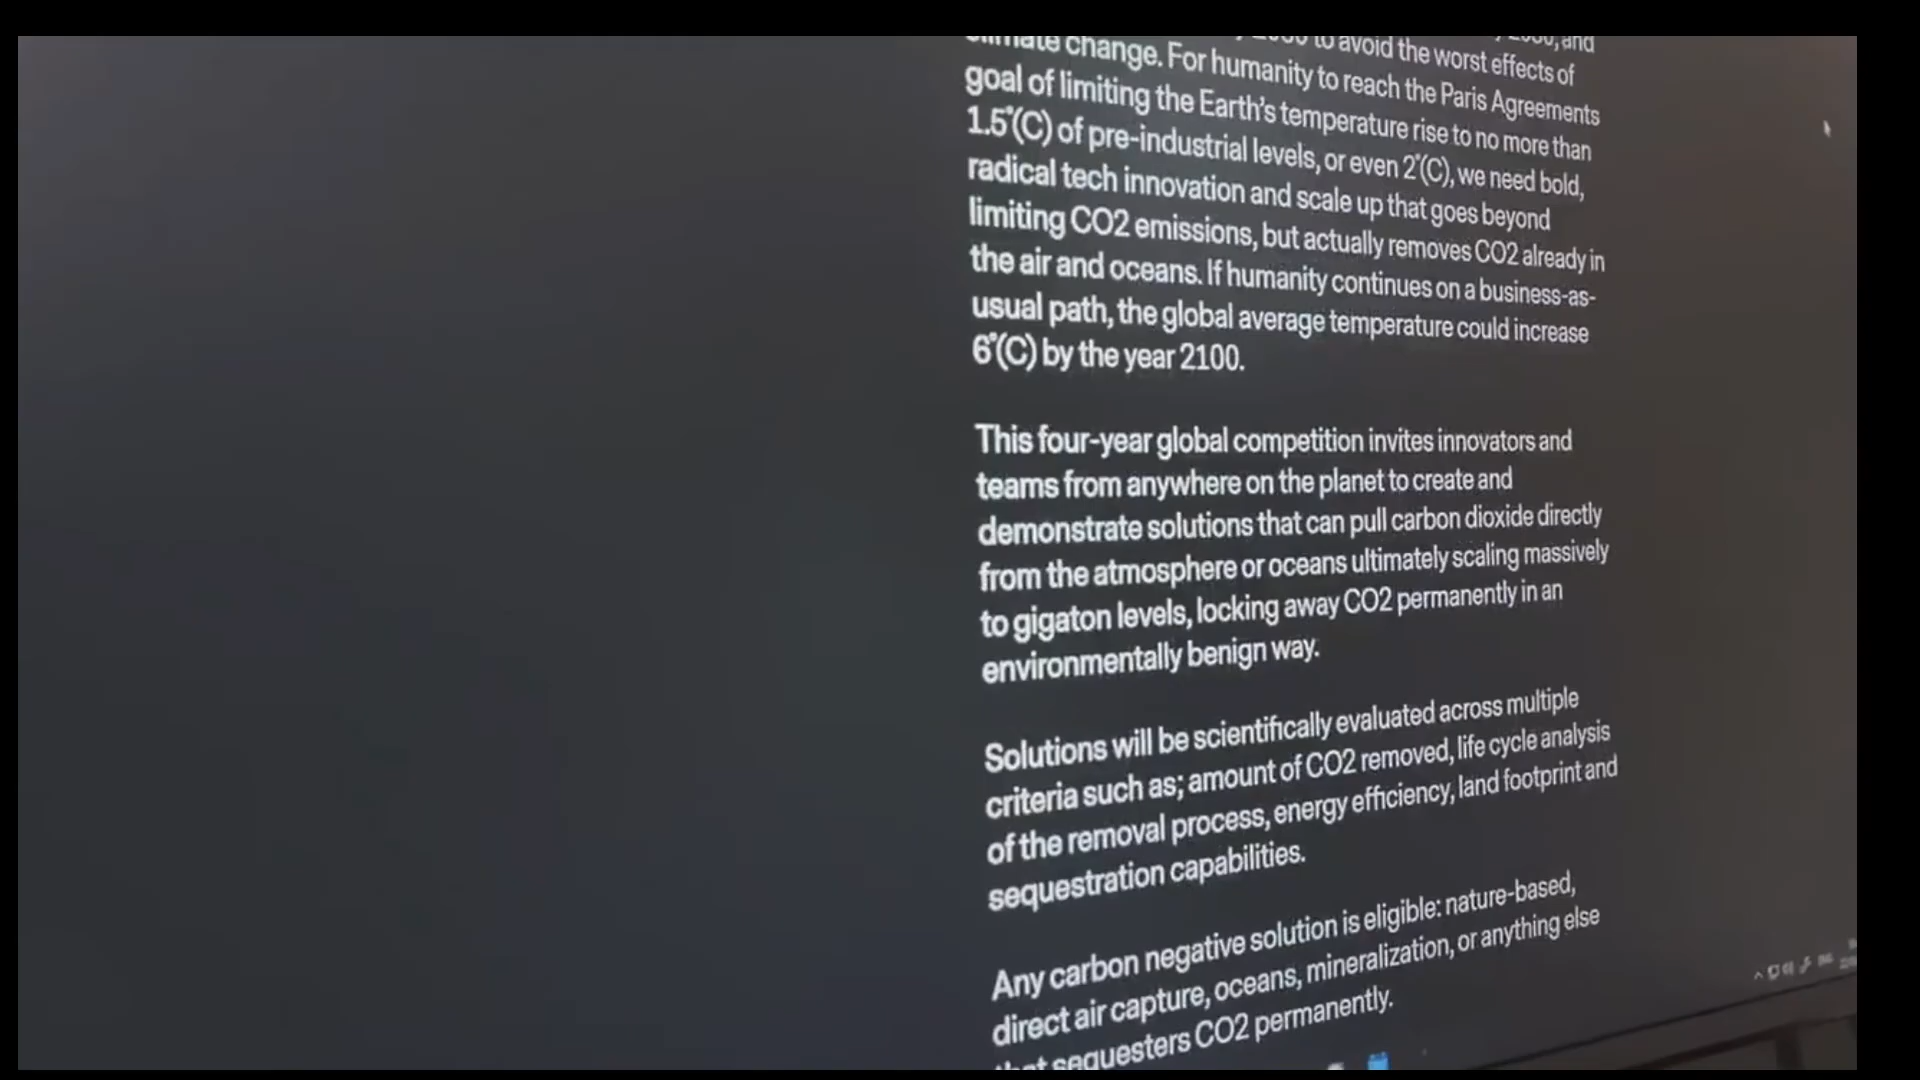 to avoid the worst effects of
climate change. For humanity to reach the Paris Agreements
goal of limiting the Earth's temperature rise to no more than
1.5°(C) of pre-industrial levels, or even 2°(C), we need bold,
radical tech innovation and scale up that goes beyond
limiting CO2 emissions, but actually removes CO2 already in
the air and oceans. If humanity continues on a business-as-
usual path, the global average temperature could increase
6°(C) by the year 2100.
This four-year global competition invites innovators and
teams from anywhere on the planet to create and
demonstrate solutions that can pull carbon dioxide directly
from the atmosphere or oceans ultimately scaling massively
to gigaton levels, locking away CO2 permanently in an
environmentally benign way.
Solutions will be scientifically evaluated across multiple
criteria such as; amount of CO2 removed, life cycle analysis
of the removal process, energy efficiency, land footprint and
sequestration capabilities.
Any carbon negative solution is eligible: nature-based,
direct air capture, oceans, mineralization, or anything else
that sequesters CO2 permanently.